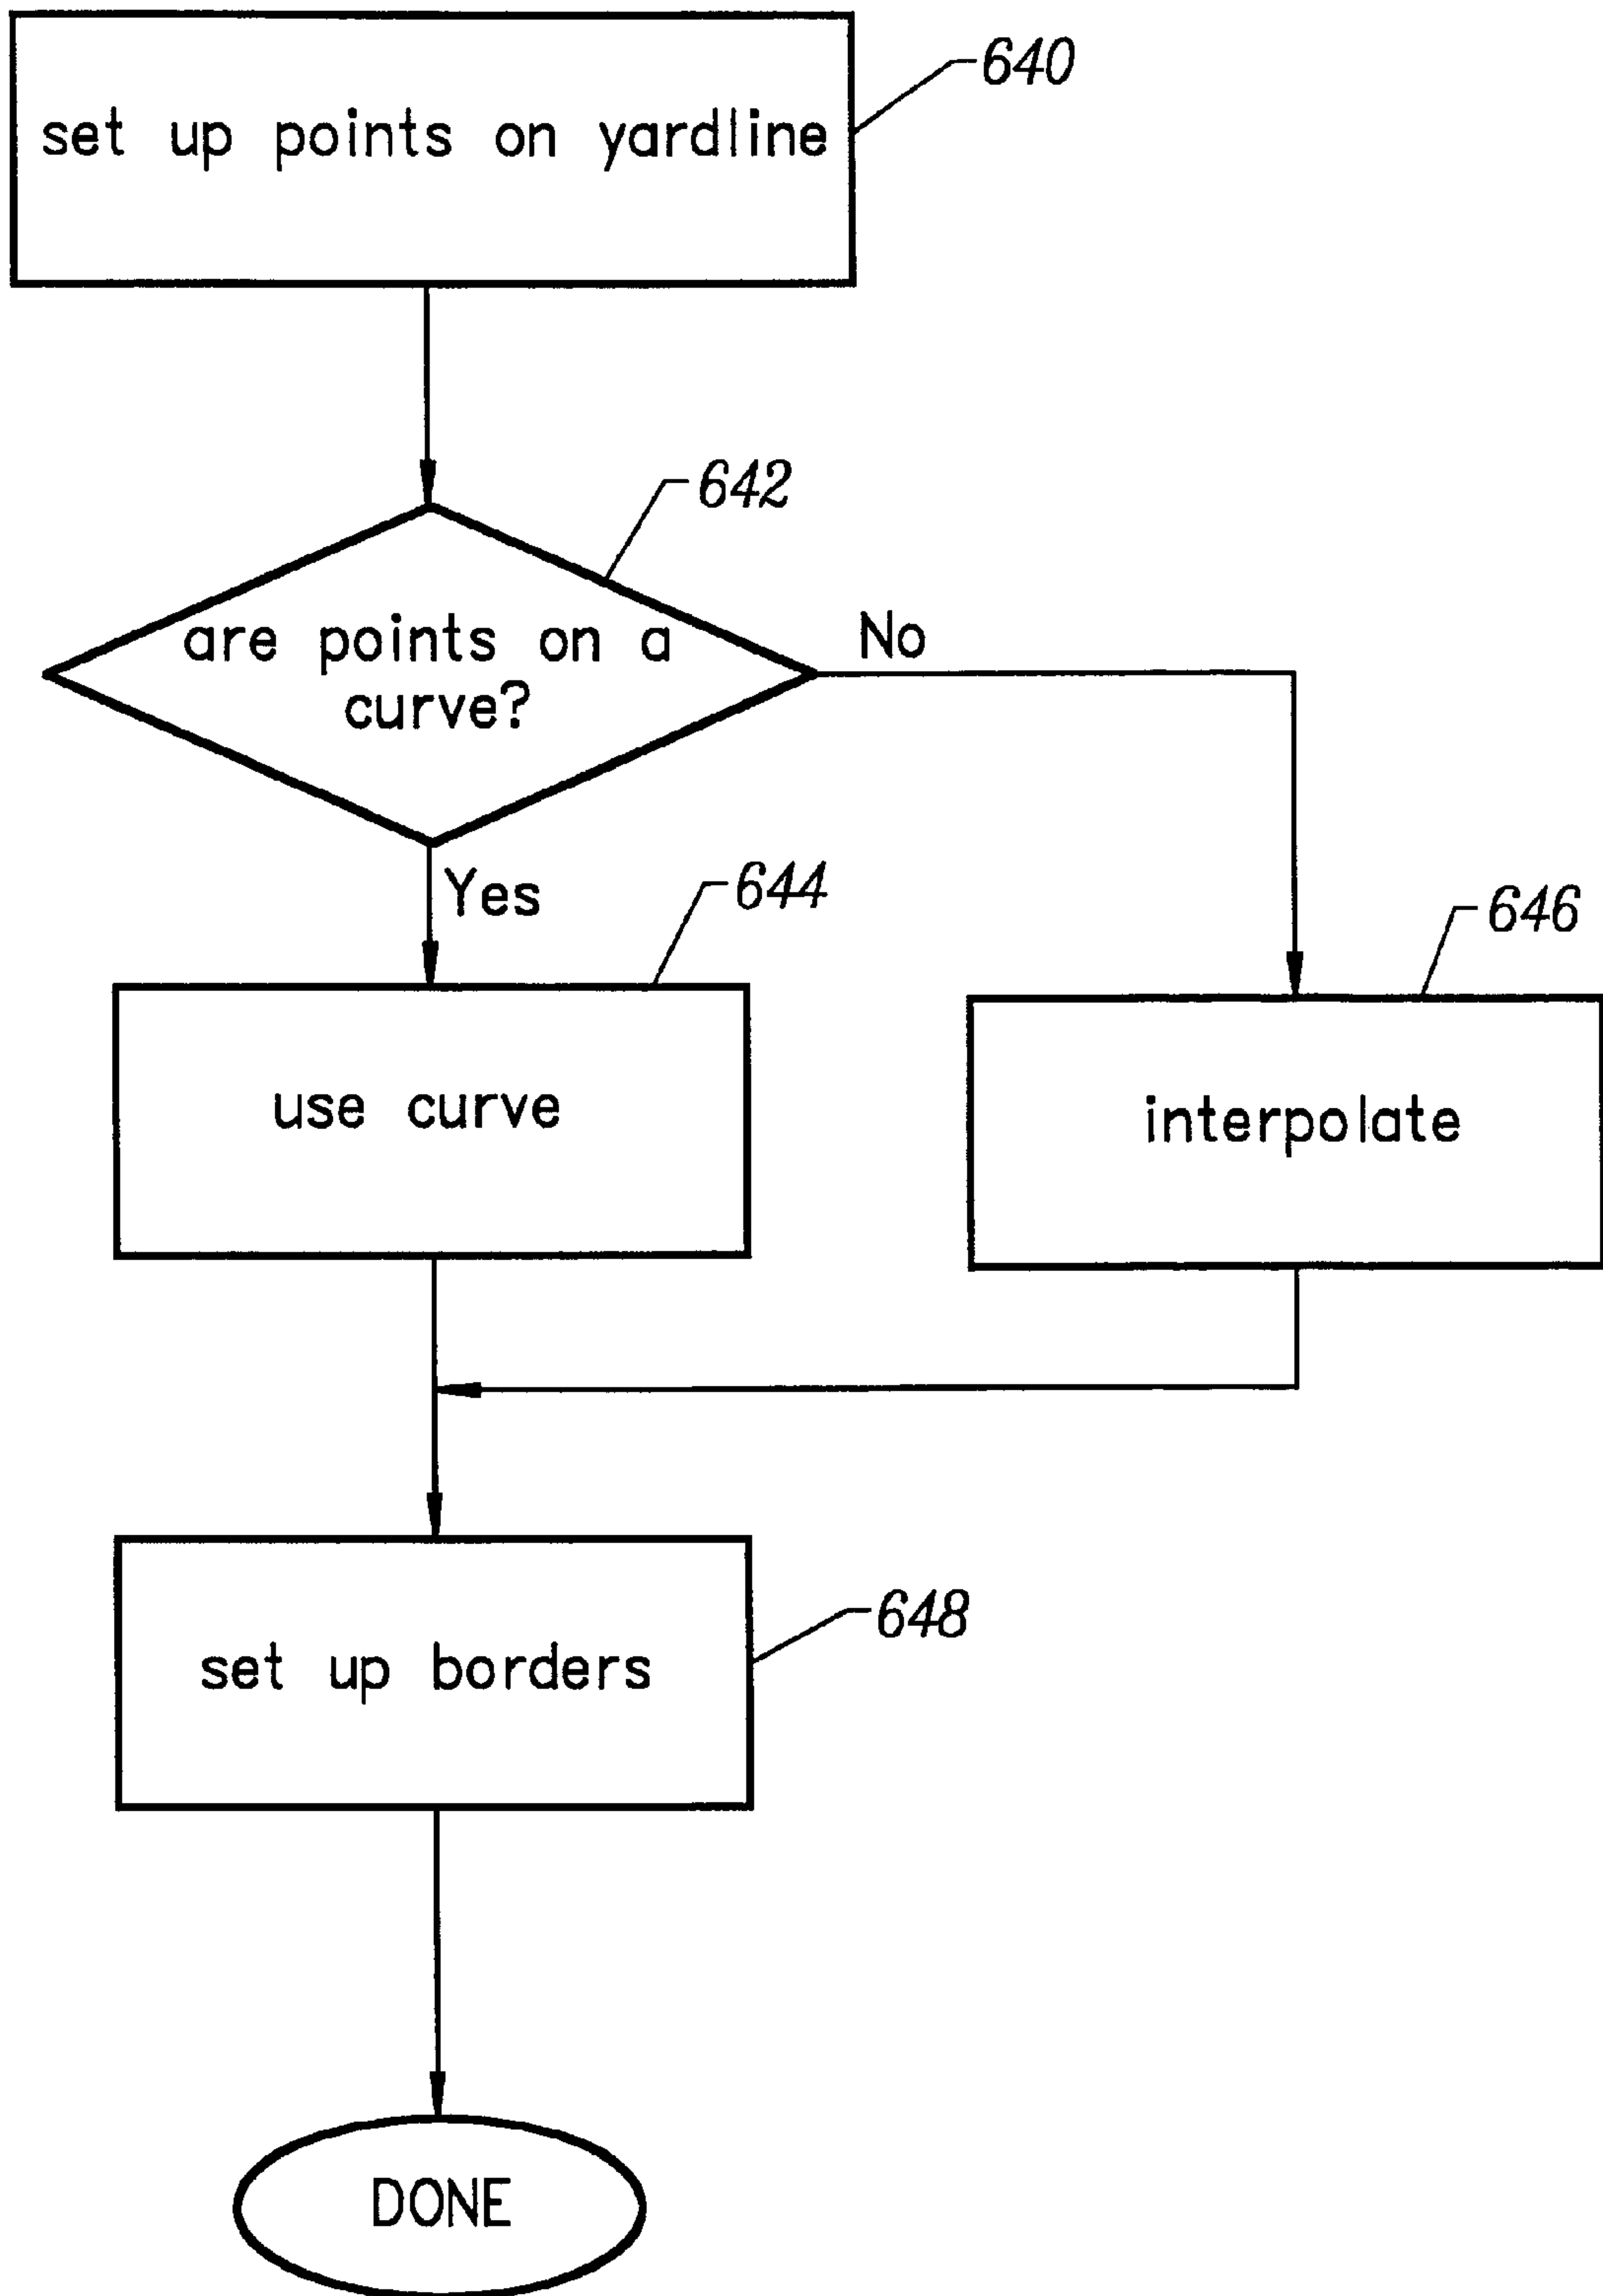 640
set up points on yardline
642
are points on a
curve?
No
Yes
644
646
use curve
interpolate
648
set up borders
DONE